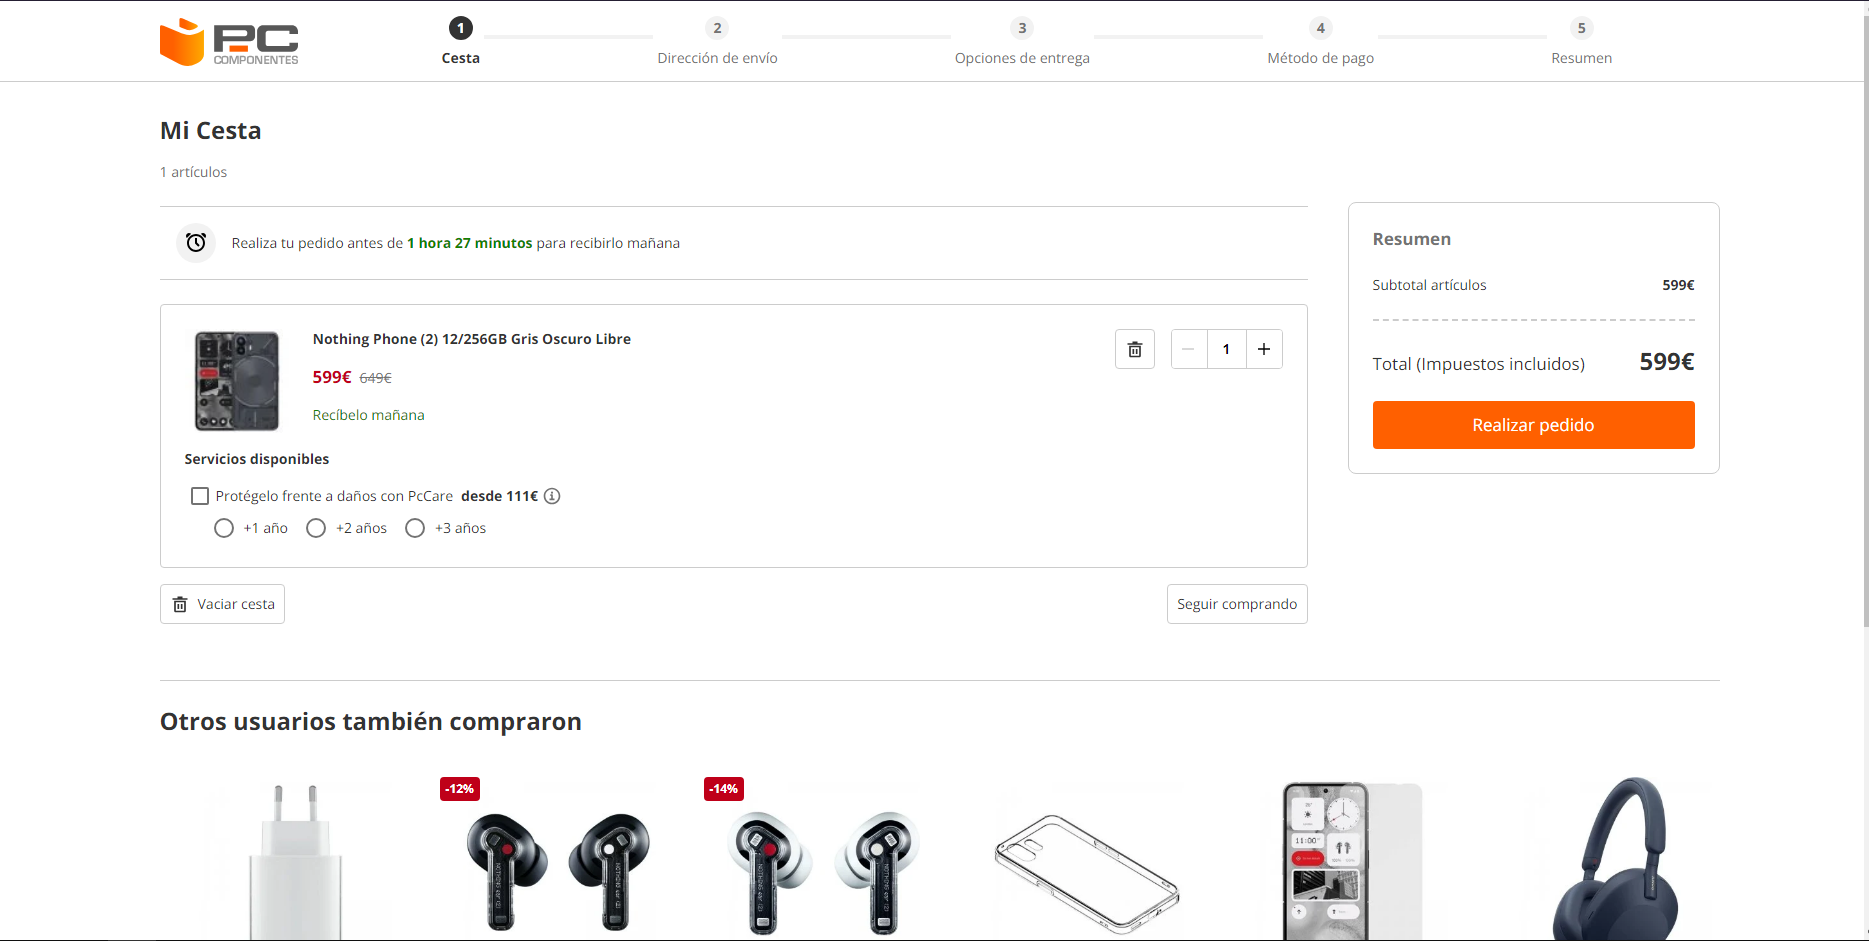 PC
COMPONENTES
1
Cesta
2
Dirección de envío
3
Opciones de entrega
4
Método de pago
5
Resumen
Mi Cesta
1 artículos
Realiza tu pedido antes de 1 hora 27 minutos para recibirlo mañana
Nothing Phone (2) 12/256GB Gris Oscuro Libre
599€ 649€
Recíbelo mañana
1
Servicios disponibles
Protégelo frente a daños con PcCare desde 111€
+1 año +2 años +3 años
Vaciar cesta
Seguir comprando
Resumen
Subtotal artículos 599€
Total (Impuestos incluidos) 599€
Realizar pedido
Otros usuarios también compraron
-12%
-14%
11:00